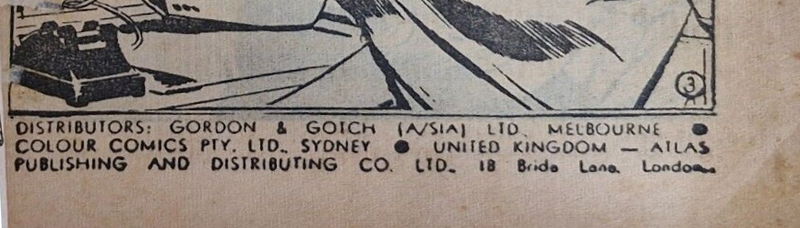 3
DISTRIBUTORS: GORDON & GOTCH (A/SIA) LTD. MELBOURNE ●
COLOUR COMICS PTY. LTD., SYDNEY ● UNITED KINGDOM — ATLAS
PUBLISHING AND DISTRIBUTING CO. LTD., 18 Bride Lane, London.